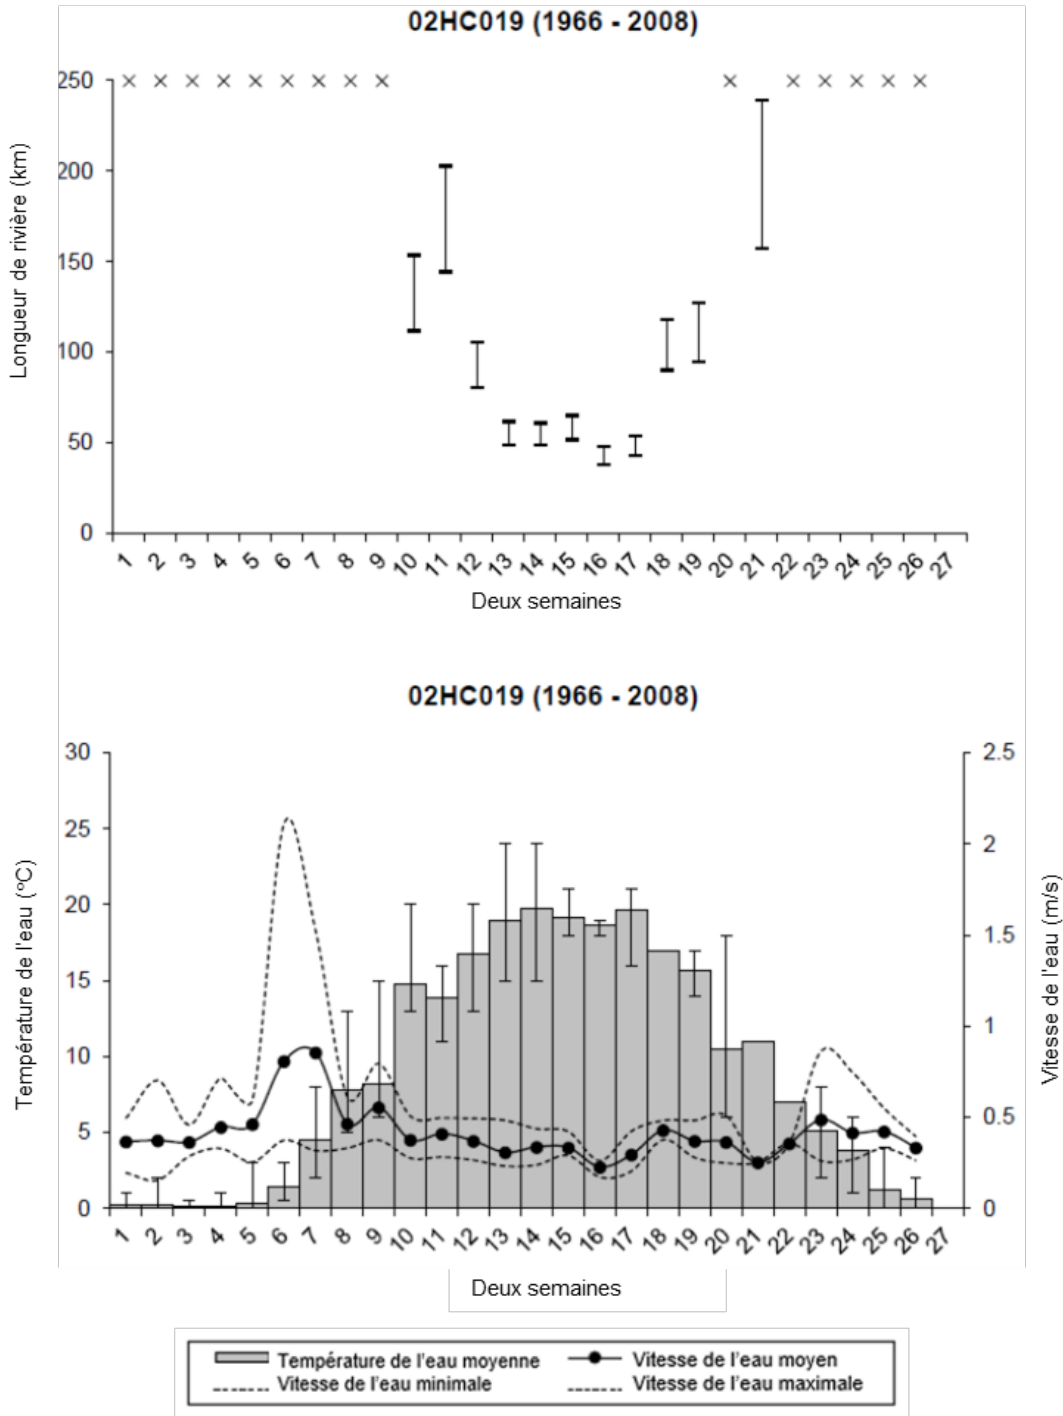 02HC019 (1966 - 2008)
Longueur de rivière (km)
250
200
150
100
50
0
1 2 3 4 5 6 7 8 9 10 11 12 13 14 15 16 17 18 19 20 21 22 23 24 25 26 27
Deux semaines
02HC019 (1966 - 2008)
Température de l'eau (°C)
30
25
20
15
10
5
0
Vitesse de l'eau (m/s)
2.5
2
1.5
1
0.5
0
1 2 3 4 5 6 7 8 9 10 11 12 13 14 15 16 17 18 19 20 21 22 23 24 25 26 27
Deux semaines
Température de l'eau moyenne
Vitesse de l'eau moyen
Vitesse de l'eau minimale
Vitesse de l'eau maximale